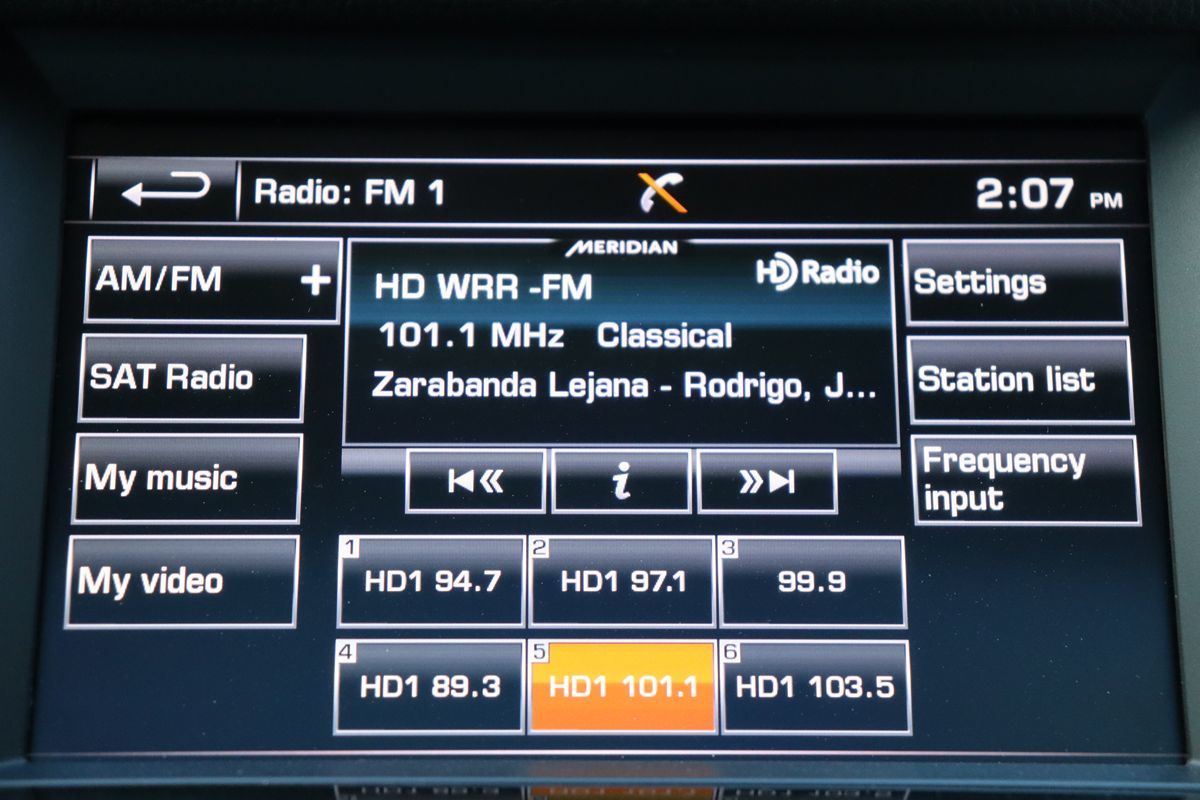 Radio: FM 1
2:07 PM
MERIDIAN
AM/FM +
HD WRR -FM
HD Radio
Settings
101.1 MHz Classical
SAT Radio
Zarabanda Lejana - Rodrigo, J...
Station list
My music
i
Frequency
input
My video
1
HD1 94.7
2
HD1 97.1
3
99.9
4
HD1 89.3
5
HD1 101.1
6
HD1 103.5